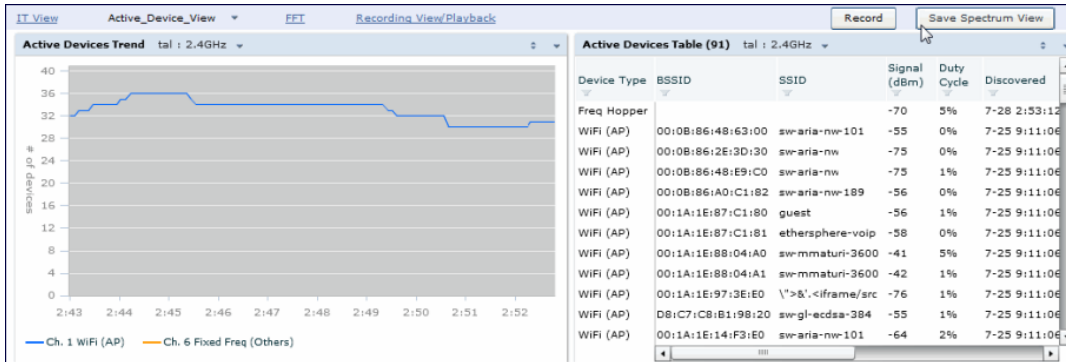 IT View Active_Device_View FFT Recording View/Playback Record Save Spectrum View
Active Devices Trend tal : 2.4GHz
Active Devices Table (91) tal : 2.4GHz
# of devices
40
36
32
28
24
20
16
12
8
4
0
2:43 2:44 2:45 2:46 2:47 2:48 2:49 2:50 2:51 2:52
Ch. 1 WiFi (AP) Ch. 6 Fixed Freq (Others)
Device Type BSSID SSID Signal (dBm) Duty Cycle Discovered
Freq Hopper -70 5% 7-28 2:53:12
WiFi (AP) 00:0B:86:48:63:00 sw-aria-nw-101 -55 0% 7-25 9:11:06
WiFi (AP) 00:0B:86:2E:3D:30 sw-aria-nw -75 0% 7-25 9:11:06
WiFi (AP) 00:0B:86:48:E9:C0 sw-aria-nw -75 1% 7-25 9:11:06
WiFi (AP) 00:0B:86:A0:C1:82 sw-aria-nw-189 -56 0% 7-25 9:11:06
WiFi (AP) 00:1A:1E:87:C1:80 guest -56 1% 7-25 9:11:06
WiFi (AP) 00:1A:1E:87:C1:81 ethersphere-voip -58 0% 7-25 9:11:06
WiFi (AP) 00:1A:1E:88:04:A0 sw-mmaturi-3600 -41 5% 7-25 9:11:06
WiFi (AP) 00:1A:1E:88:04:A1 sw-mmaturi-3600 -42 1% 7-25 9:11:06
WiFi (AP) 00:1A:1E:97:3E:E0 \">&'.<iframe/src -76 1% 7-25 9:11:06
WiFi (AP) D8:C7:C8:B1:98:20 sw-gl-ecdsa-384 -55 1% 7-25 9:11:06
WiFi (AP) 00:1A:1E:14:F3:E0 sw-aria-nw-101 -64 2% 7-25 9:11:06